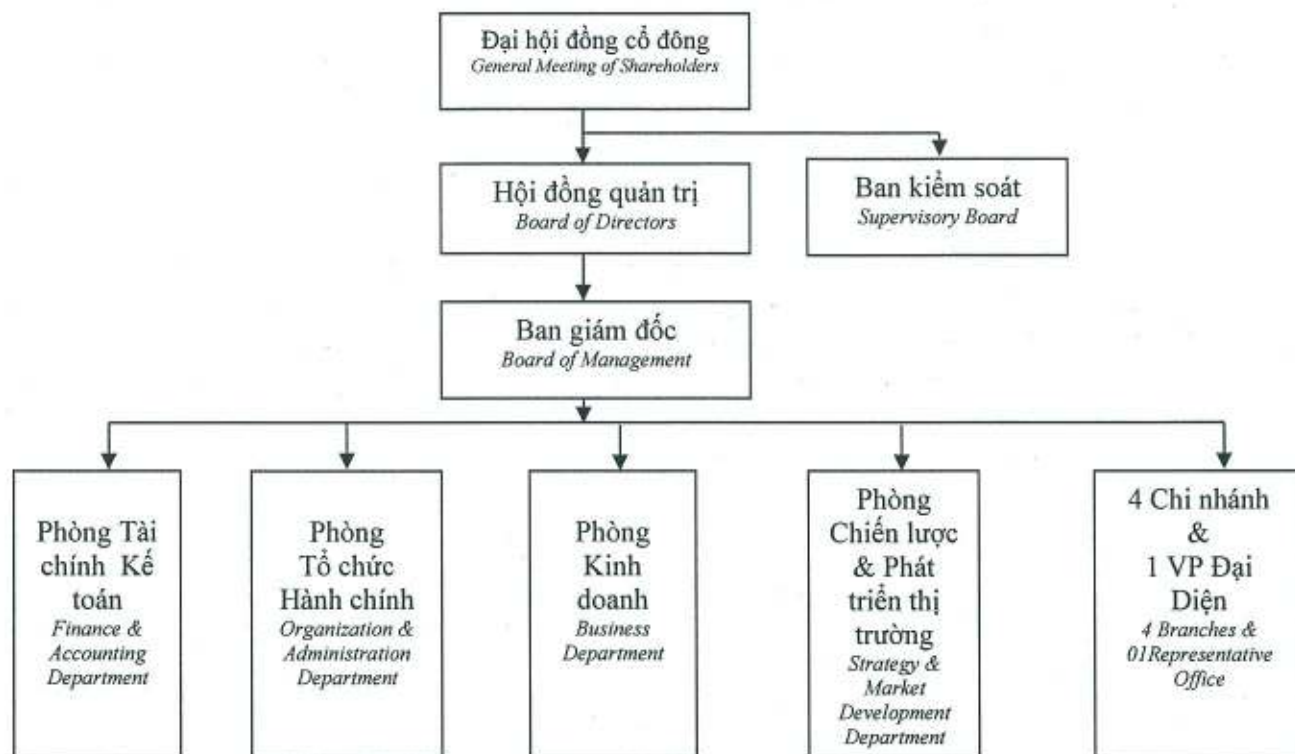 Đại hội đồng cổ đông
General Meeting of Shareholders
Hội đồng quản trị
Board of Directors
Ban kiểm soát
Supervisory Board
Ban giám đốc
Board of Management
Phòng Tài
chính Kế
toán
Finance &
Accounting
Department
Phòng
Tổ chức
Hành chính
Organization &
Administration
Department
Phòng
Kinh
doanh
Business
Department
Phòng
Chiến lược
& Phát
triển thị
trường
Strategy &
Market
Development
Department
4 Chi nhánh
&
1 VP Đại
Diện
4 Branches &
01Representative
Office